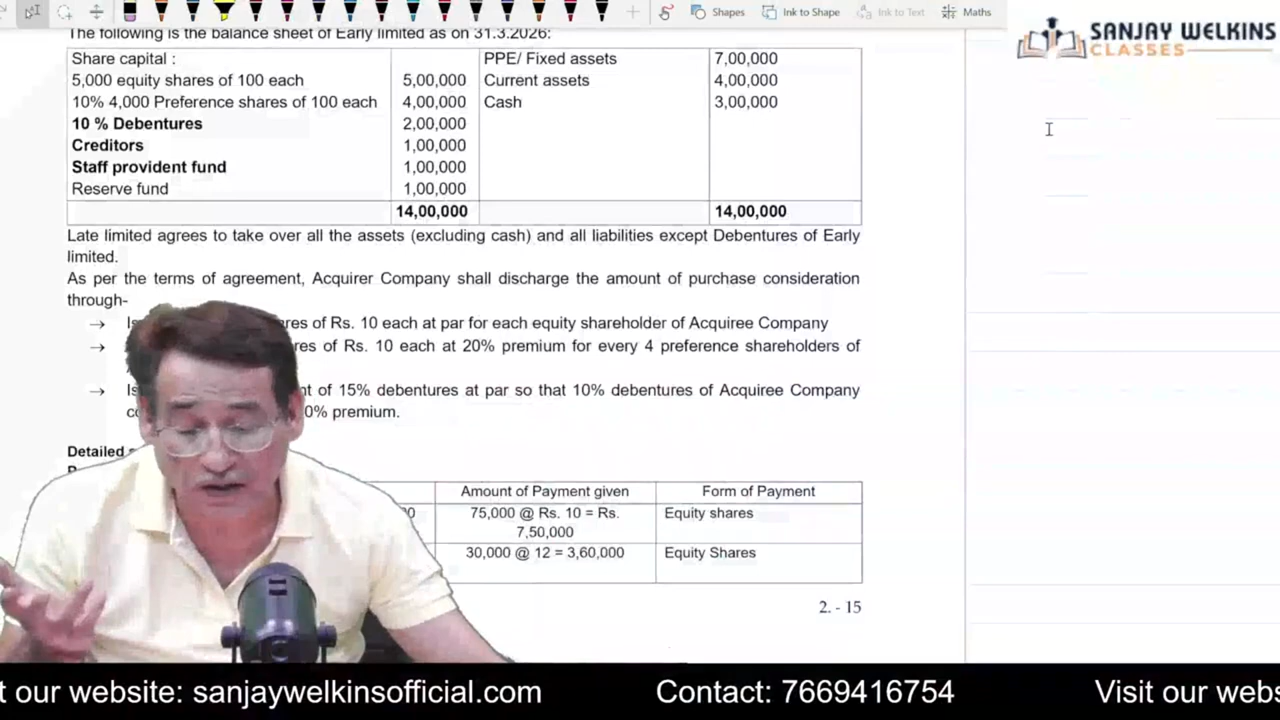 Shapes Ink to Shape Ink to Text Maths
SANJAY WELKINS
CLASSES
The following is the balance sheet of Early limited as on 31.3.2026:
Share capital : PPE/ Fixed assets 7,00,000
5,000 equity shares of 100 each 5,00,000 Current assets 4,00,000
10% 4,000 Preference shares of 100 each 4,00,000 Cash 3,00,000
10 % Debentures 2,00,000
Creditors 1,00,000
Staff provident fund 1,00,000
Reserve fund 1,00,000
14,00,000 14,00,000
Late limited agrees to take over all the assets (excluding cash) and all liabilities except Debentures of Early
limited.
As per the terms of agreement, Acquirer Company shall discharge the amount of purchase consideration
through-
→ of Rs. 10 each at par for each equity shareholder of Acquiree Company
→ of Rs. 10 each at 20% premium for every 4 preference shareholders of
→ of 15% debentures at par so that 10% debentures of Acquiree Company
premium.
Detailed
Amount of Payment given Form of Payment
75,000 @ Rs. 10 = Rs. Equity shares
7,50,000
30,000 @ 12 = 3,60,000 Equity Shares
2. - 15
t our website: sanjaywelkinsofficial.com Contact: 7669416754 Visit our webs